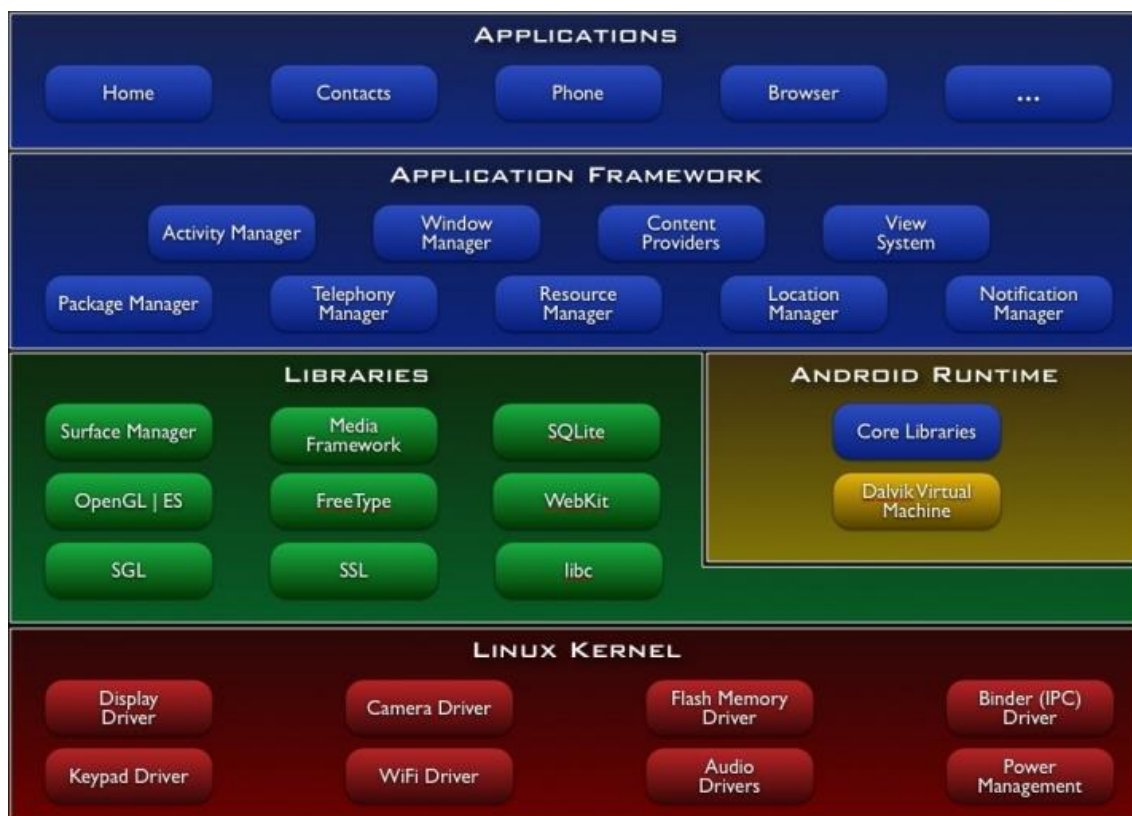 APPLICATIONS
Home
Contacts
Phone
Browser
...
APPLICATION FRAMEWORK
Activity Manager
Window
Manager
Content
Providers
View
System
Package Manager
Telephony
Manager
Resource
Manager
Location
Manager
Notification
Manager
LIBRARIES
Surface Manager
Media
Framework
SQLite
OpenGL | ES
FreeType
WebKit
SGL
SSL
libc
ANDROID RUNTIME
Core Libraries
Dalvik Virtual
Machine
LINUX KERNEL
Display
Driver
Camera Driver
Flash Memory
Driver
Binder (IPC)
Driver
Keypad Driver
WiFi Driver
Audio
Drivers
Power
Management